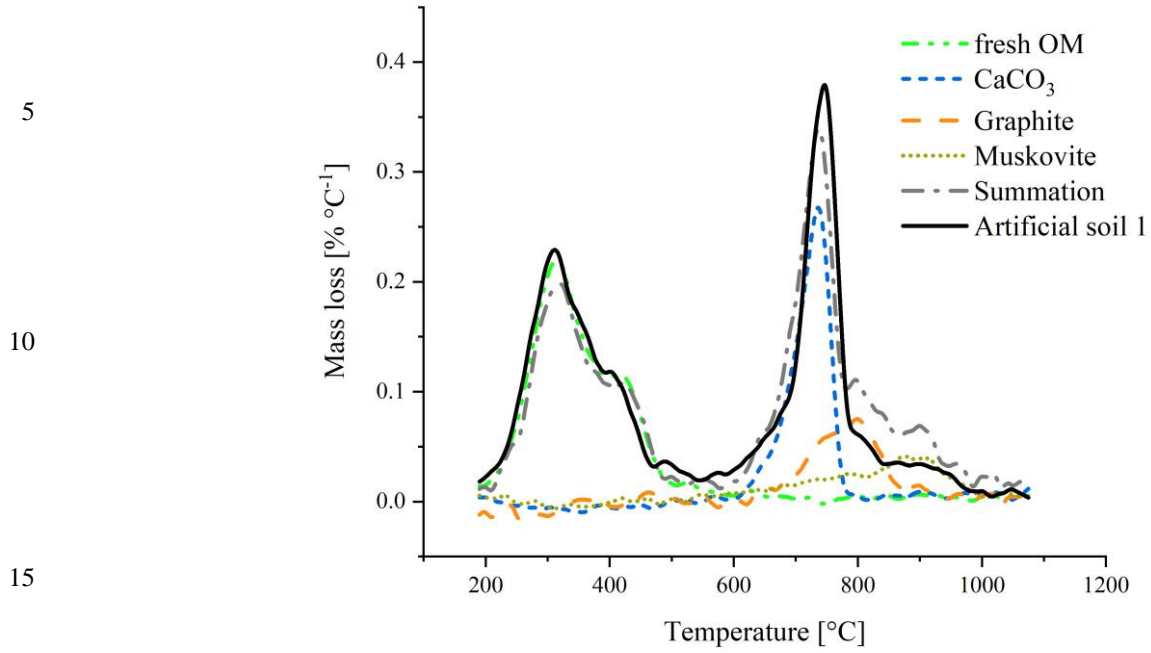 5
10
15
0.4
0.3
0.2
0.1
0.0
Mass loss [% °C-1]
fresh OM
CaCO3
Graphite
Muskovite
Summation
Artificial soil 1
200 400 600 800 1000 1200
Temperature [°C]